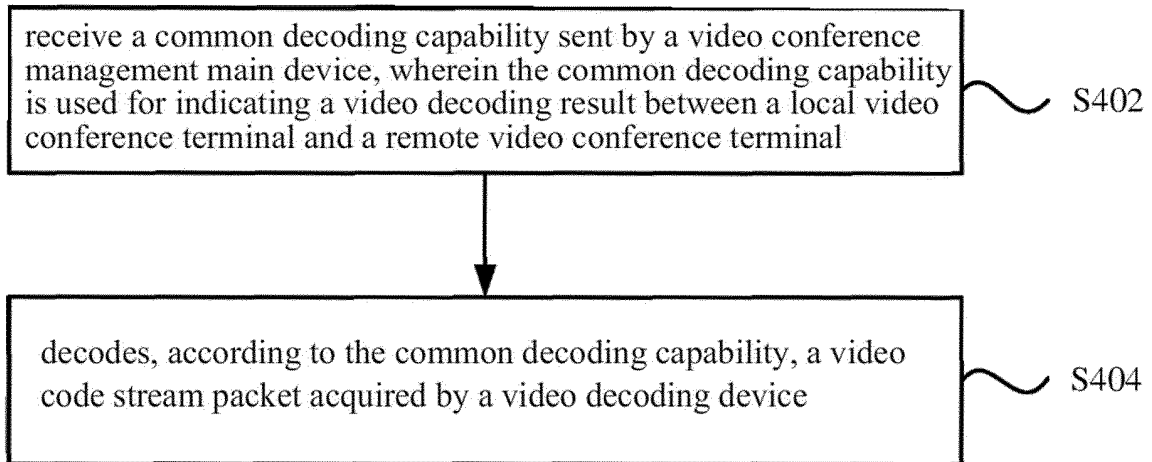 receive a common decoding capability sent by a video conference
management main device, wherein the common decoding capability
is used for indicating a video decoding result between a local video
conference terminal and a remote video conference terminal
S402
decodes, according to the common decoding capability, a video
code stream packet acquired by a video decoding device
S404